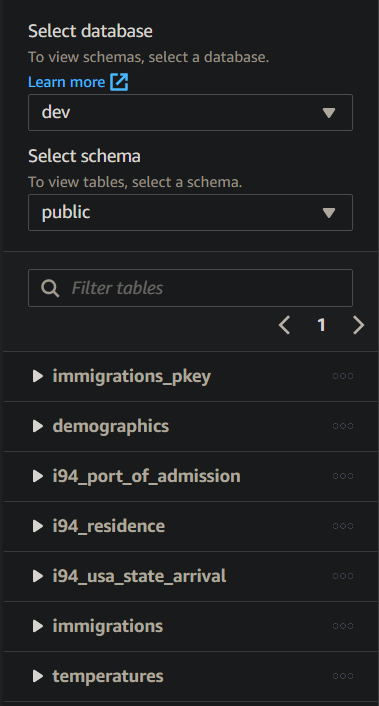 Select database
To view schemas, select a database.
Learn more
dev
Select schema
To view tables, select a schema.
public
Filter tables
1
immigrations_pkey
demographics
i94_port_of_admission
i94_residence
i94_usa_state_arrival
immigrations
temperatures